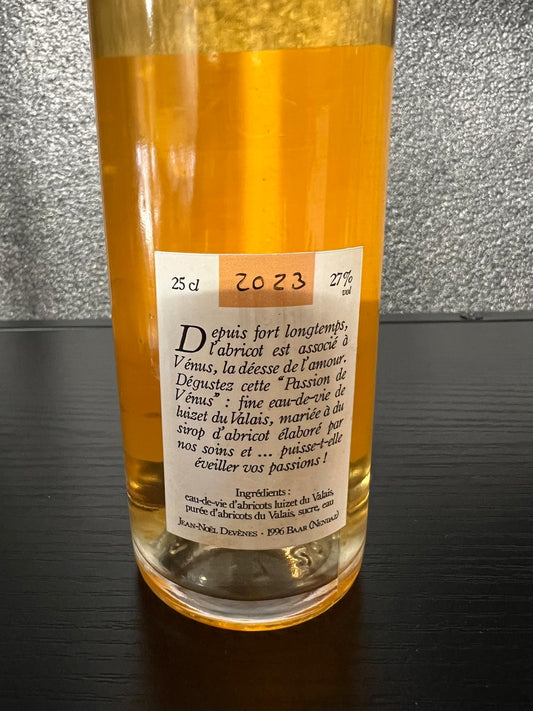 25 cl 2023 27% vol
Depuis fort longtemps,
l'abricot est associé à
Vénus, la déesse de l'amour.
Dégustez cette "Passion de
Vénus" : fine eau-de-vie de
luizet du Valais, mariée à du
sirop d'abricot élaboré par
nos soins et ... puisse-t-elle
éveiller vos passions !
Ingrédients :
eau-de-vie d'abricots luizet du Valais,
purée d'abricots du Valais, sucre, eau
Jean-Noël Devènes · 1996 Baar (Nendaz)